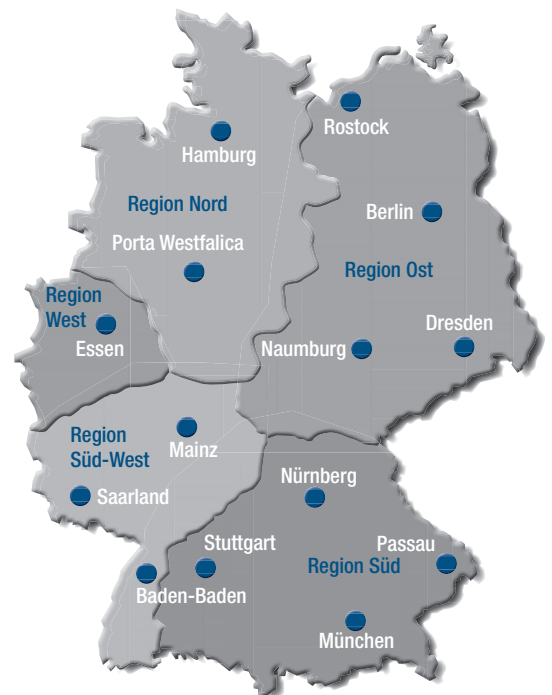 Rostock
Hamburg
Region Nord
Berlin
Porta Westfalica
Region Ost
Region
West
Essen
Naumburg
Dresden
Region
Süd-West
Mainz
Saarland
Nürnberg
Stuttgart
Passau
Region Süd
Baden-Baden
München